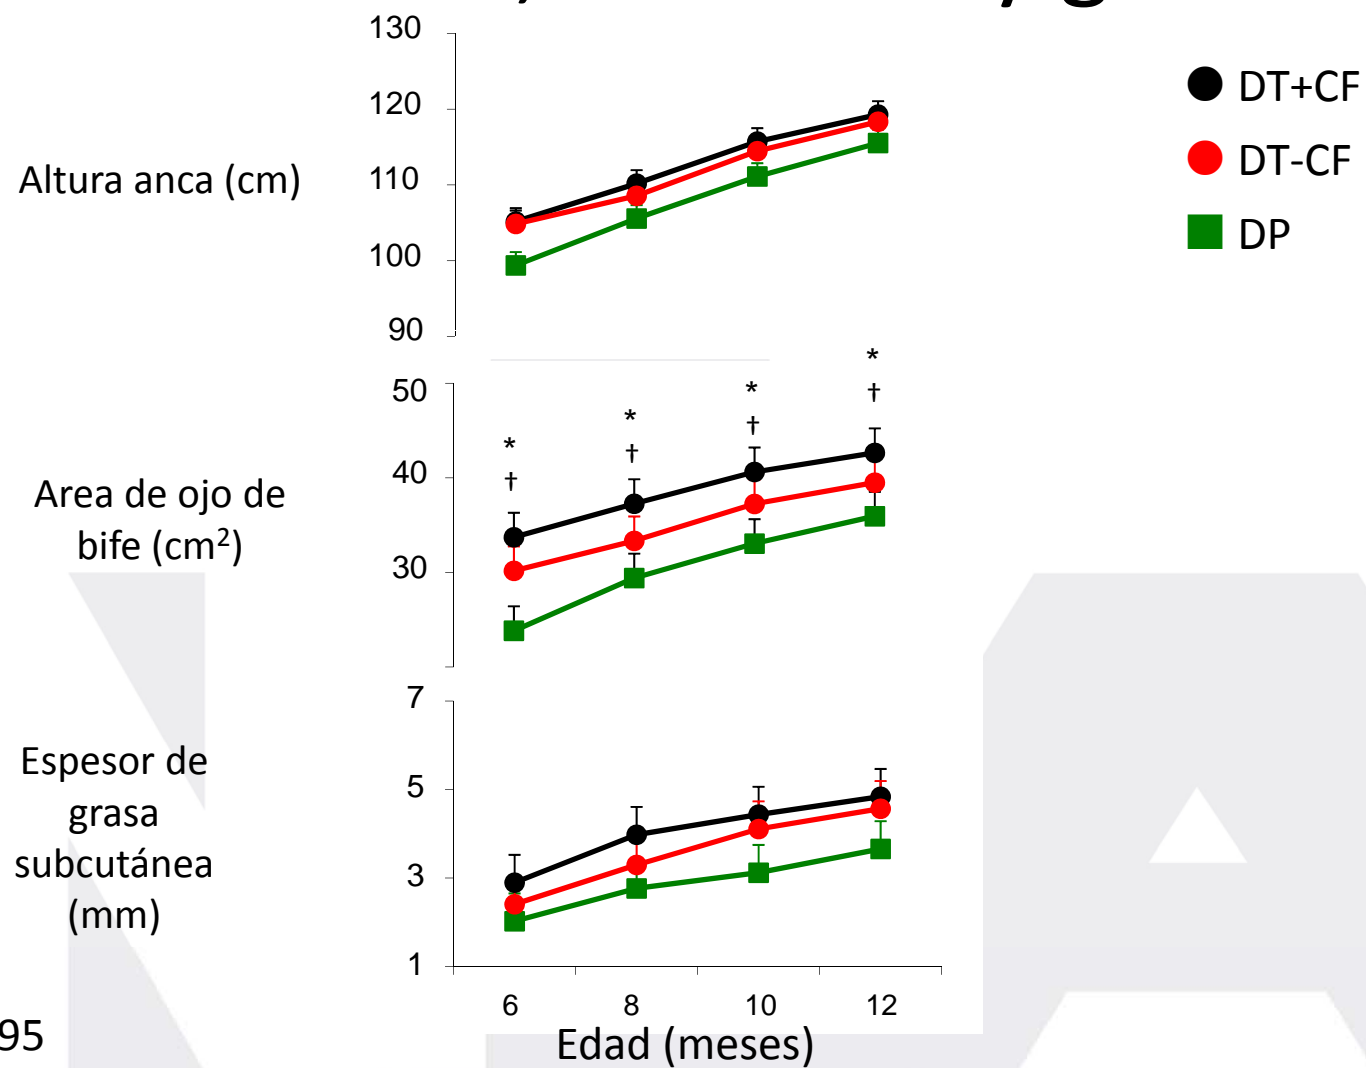 130
120
110
100
90
Altura anca (cm)
DT+CF
DT-CF
DP
50
40
30
* * * *
† † † †
Area de ojo de
bife (cm²)
7
5
3
1
Espesor de
grasa
subcutánea
(mm)
6 8 10 12
Edad (meses)
95